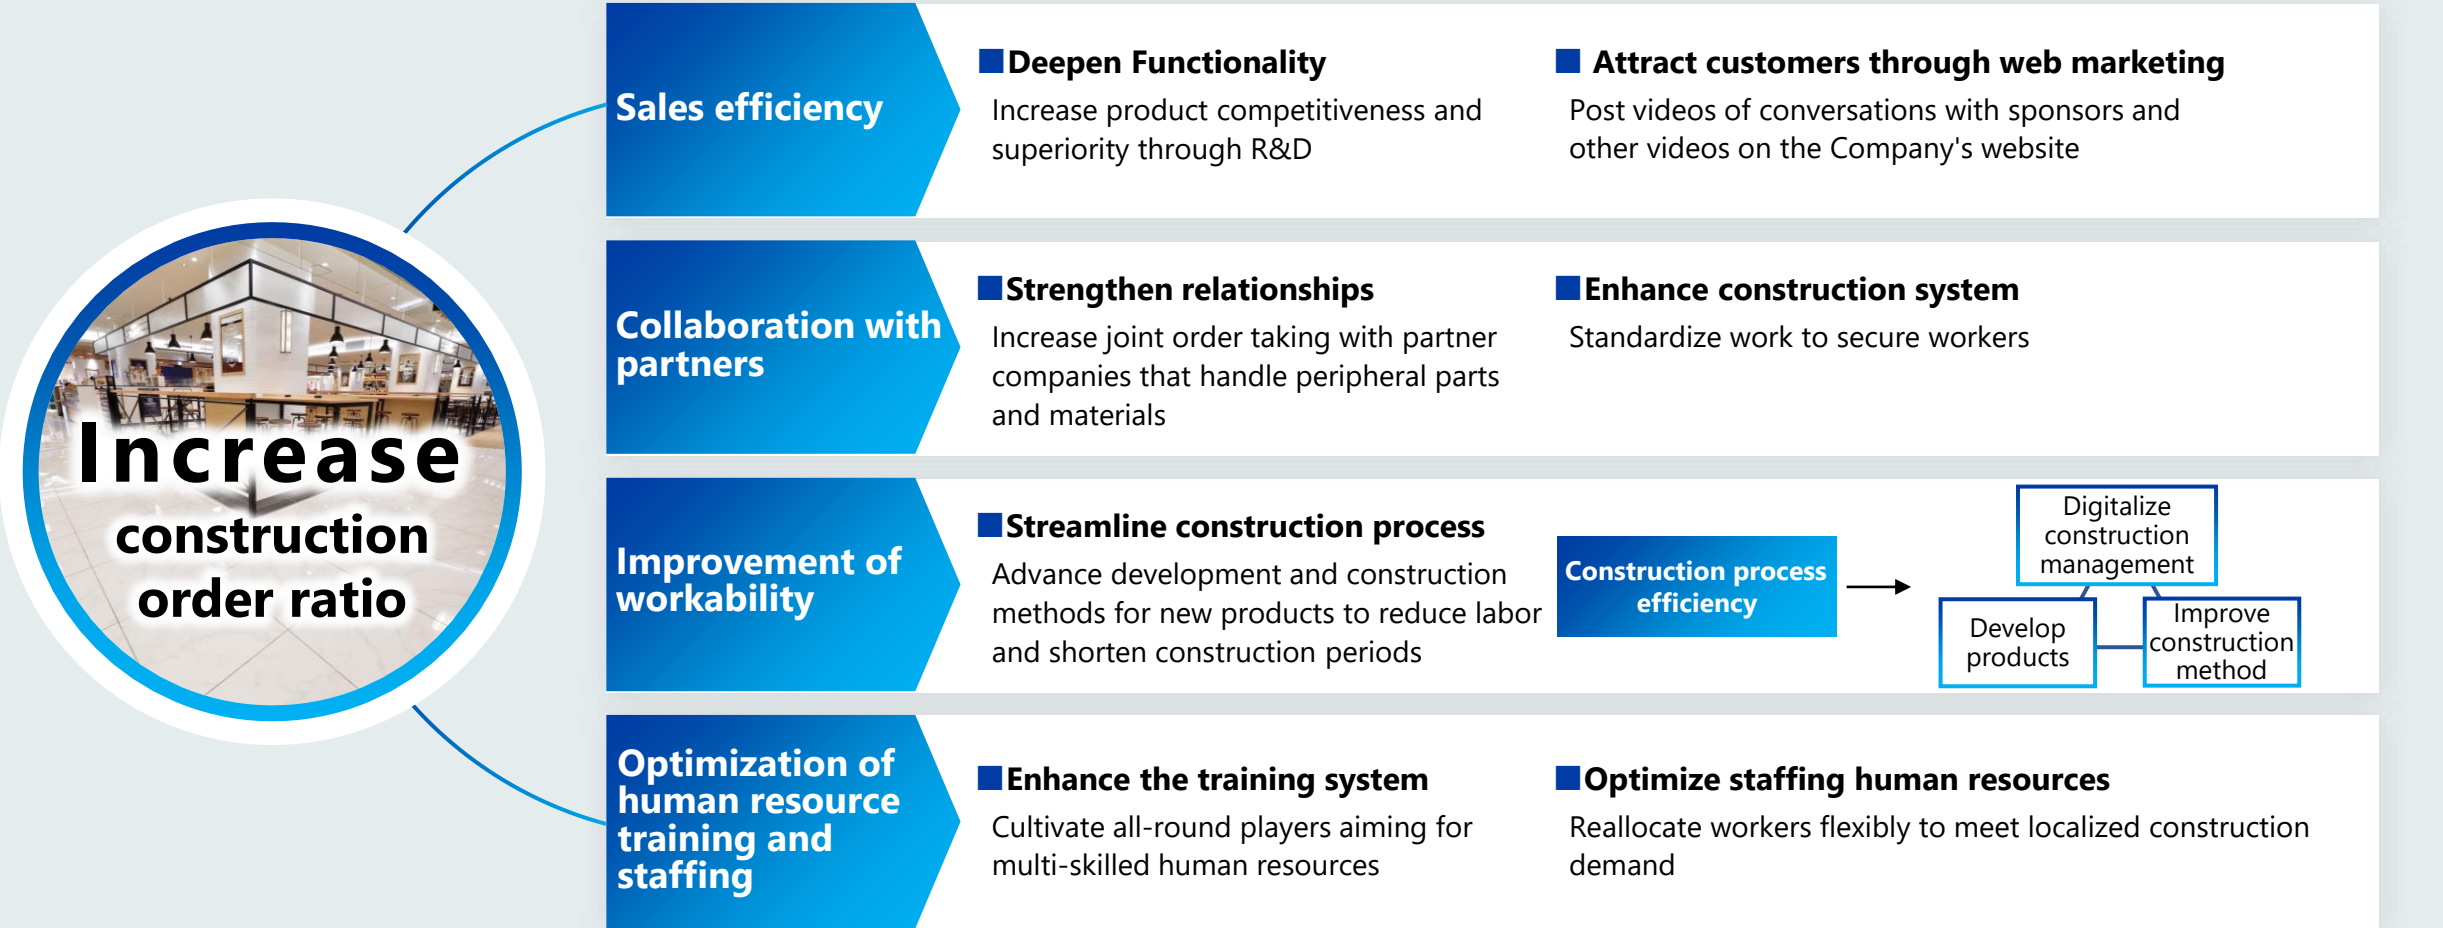 Increase
construction
order ratio
Sales efficiency
■Deepen Functionality
Increase product competitiveness and
superiority through R&D
■ Attract customers through web marketing
Post videos of conversations with sponsors and
other videos on the Company's website
Collaboration with
partners
■Strengthen relationships
Increase joint order taking with partner
companies that handle peripheral parts
and materials
■Enhance construction system
Standardize work to secure workers
Improvement of
workability
■Streamline construction process
Advance development and construction
methods for new products to reduce labor
and shorten construction periods
Construction process
efficiency
Digitalize
construction
management
Develop
products
Improve
construction
method
Optimization of
human resource
training and
staffing
■Enhance the training system
Cultivate all-round players aiming for
multi-skilled human resources
■Optimize staffing human resources
Reallocate workers flexibly to meet localized construction
demand